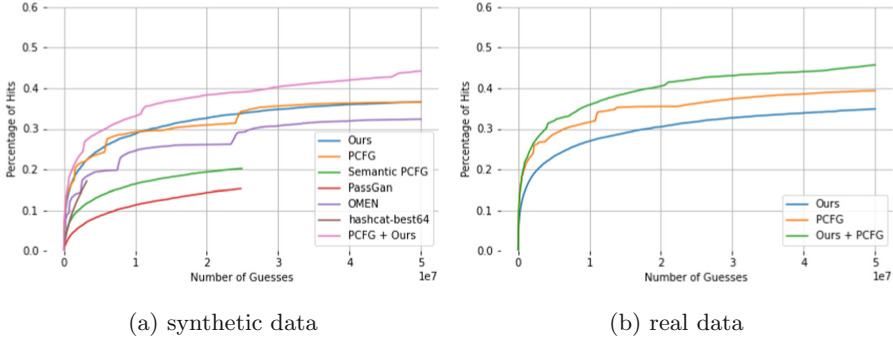 0.6
0.5
0.4
0.3
0.2
0.1
0.0
Percentage of Hits
0 1 2 3 4 5
1e7
Number of Guesses
Ours
PCFG
Semantic PCFG
PassGan
OMEN
hashcat-best64
PCFG + Ours
(a) synthetic data
0.6
0.5
0.4
0.3
0.2
0.1
0.0
Percentage of Hits
0 1 2 3 4 5
1e7
Number of Guesses
Ours
PCFG
Ours + PCFG
(b) real data